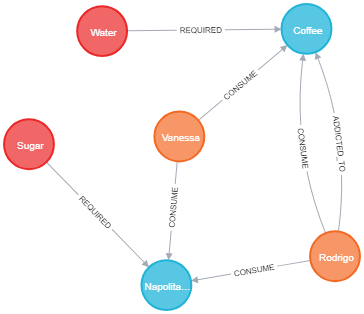 Water
REQUIRED
Coffee
CONSUME
Vanessa
CONSUME
ADDICTED_TO
Sugar
REQUIRED
CONSUME
CONSUME
Rodrigo
Napolita...